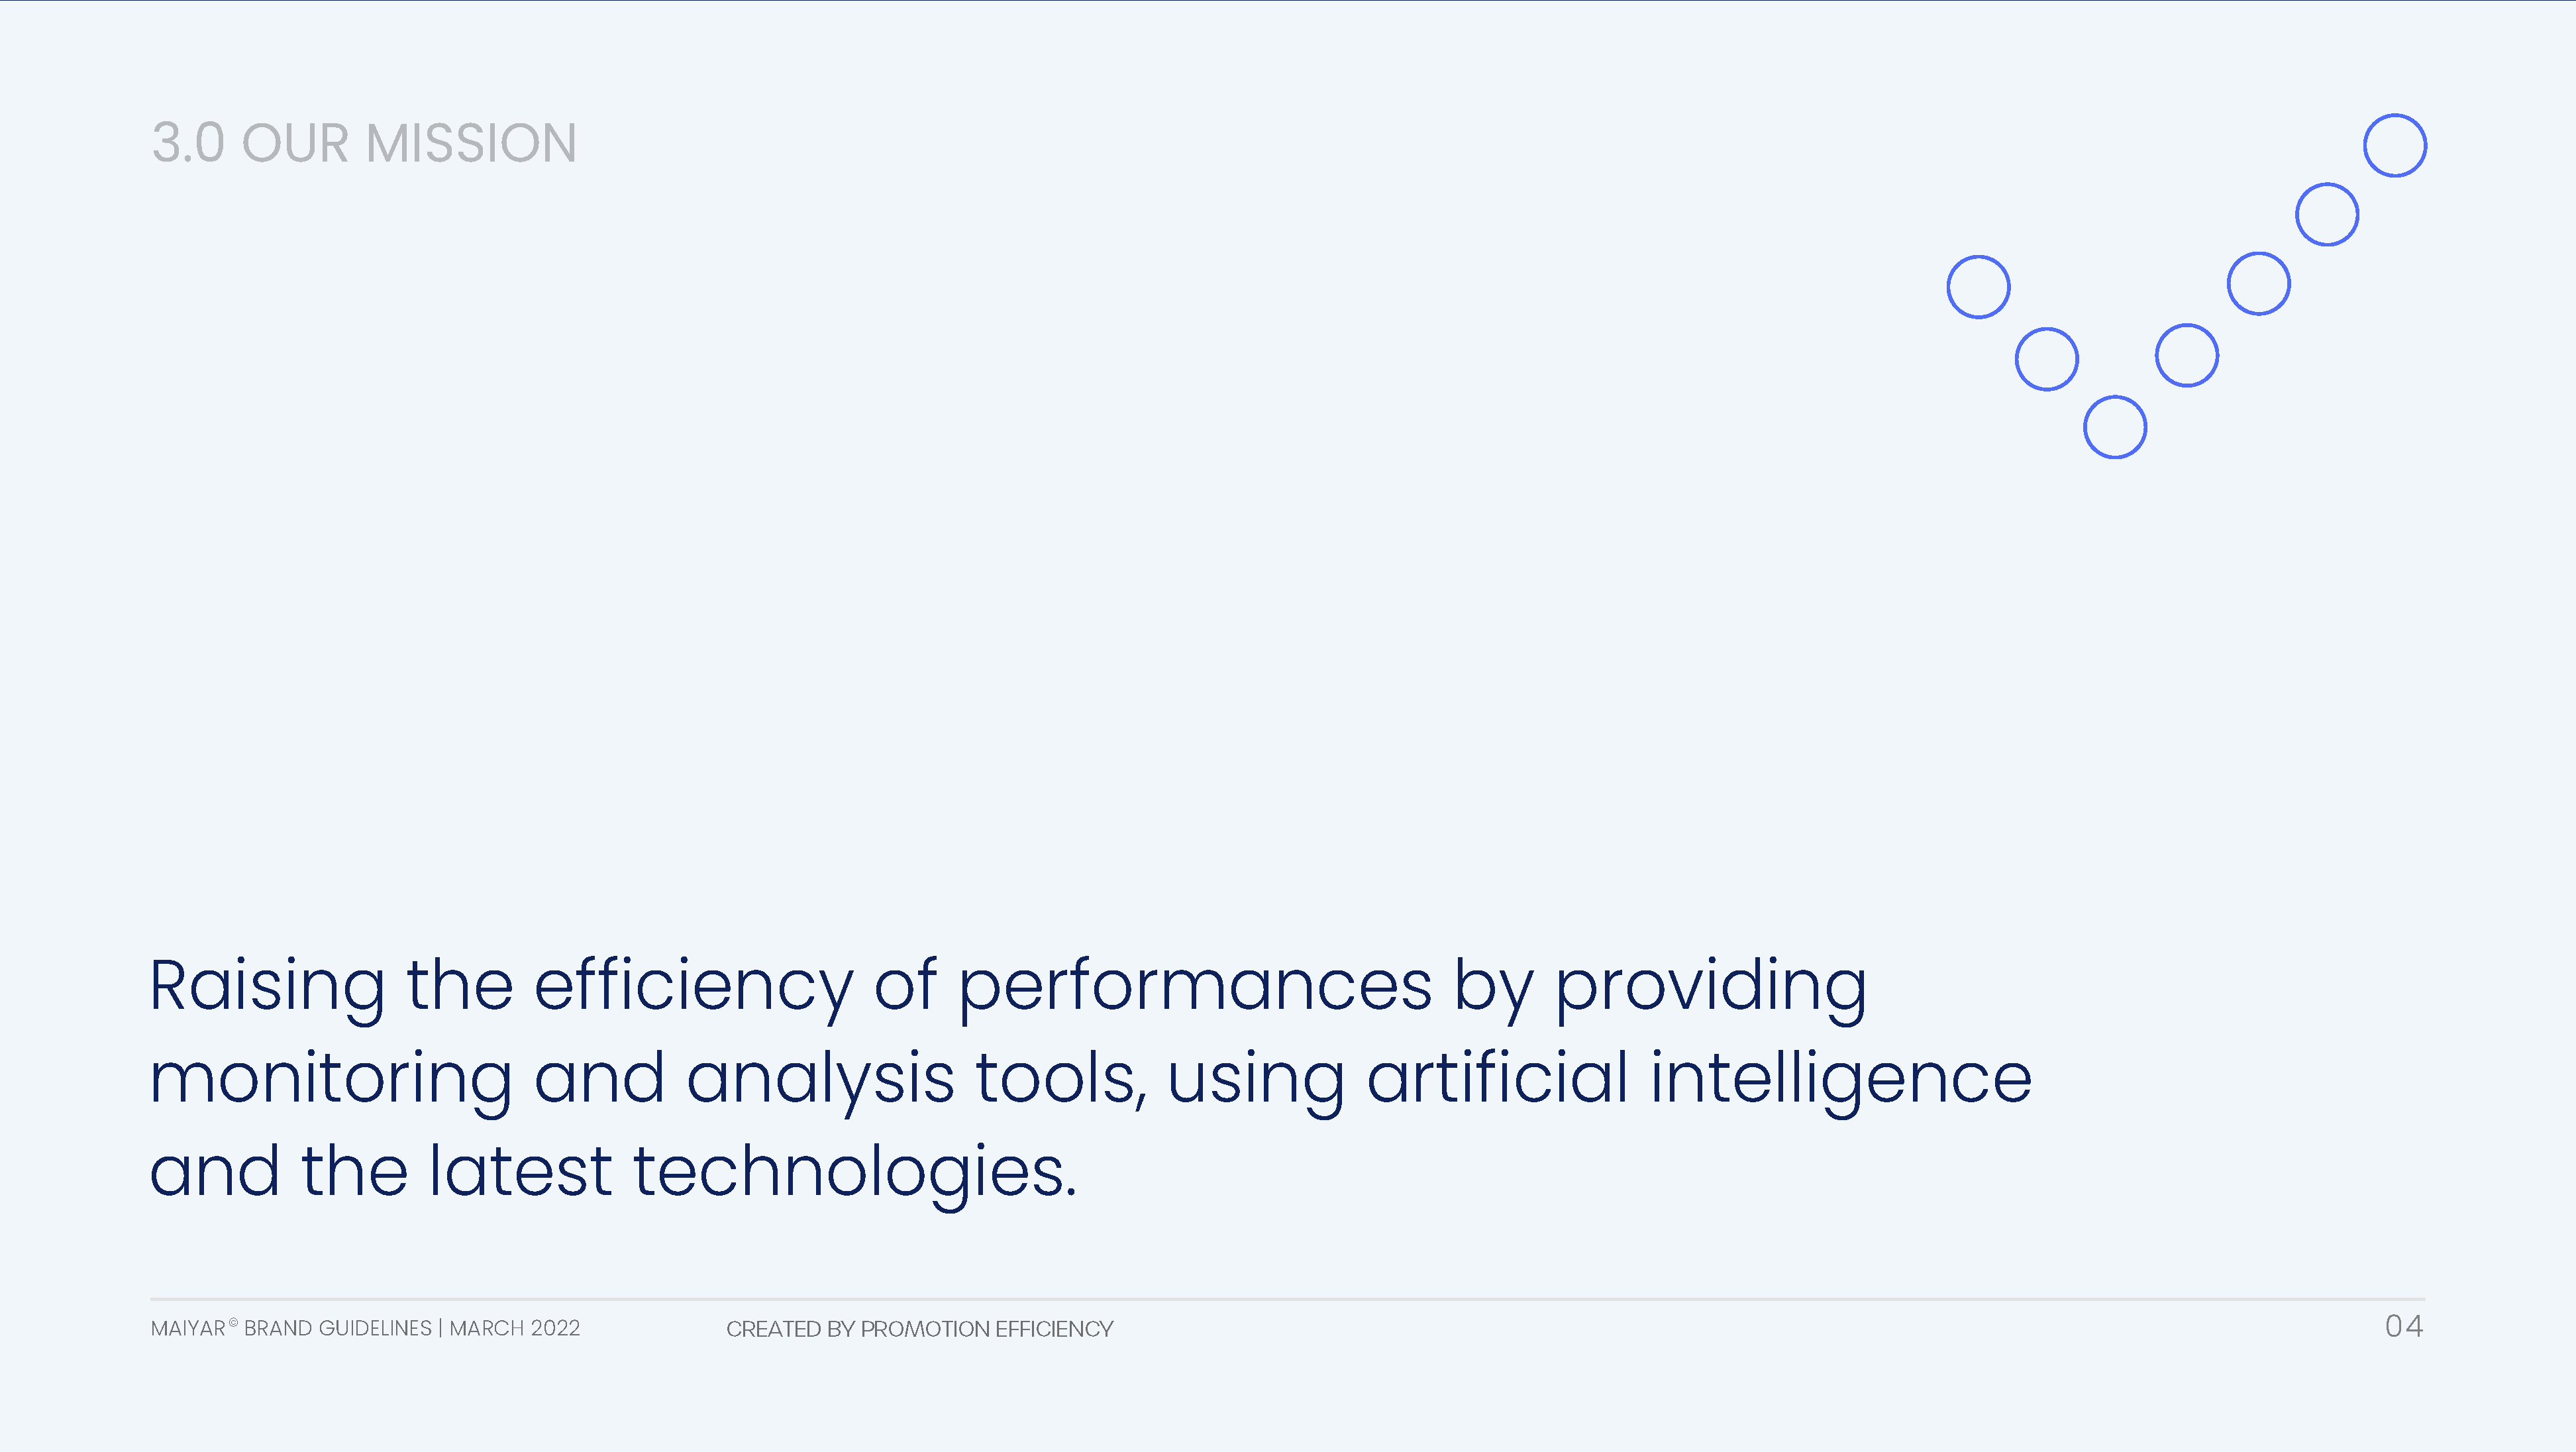 3.0 OUR MISSION
Raising the efficiency of performances by providing
monitoring and analysis tools, using artificial intelligence
and the latest technologies.
MAIYAR© BRAND GUIDELINES | MARCH 2022
CREATED BY PROMOTION EFFICIENCY
04